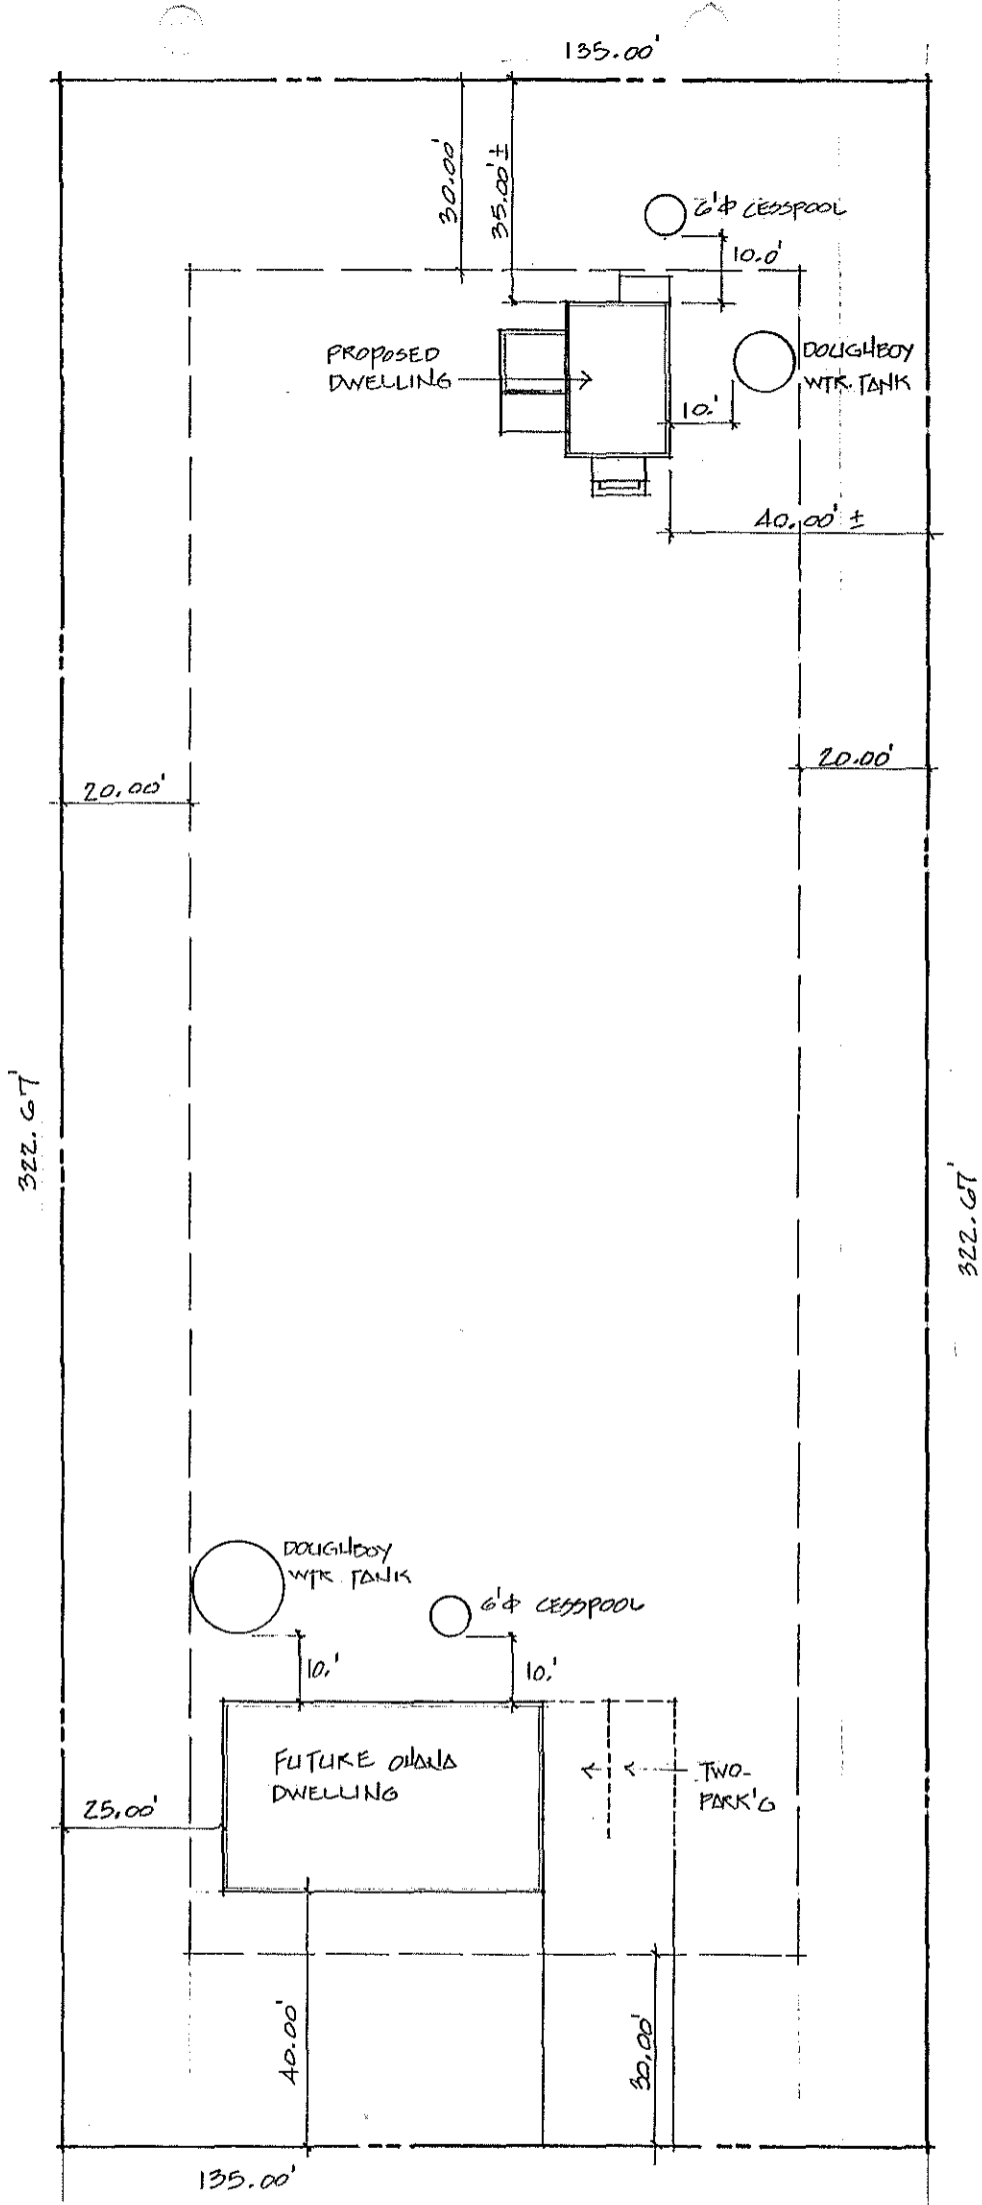 135.00'
30.00'
35.00'±
6'Φ CESSPOOL
10.0'
PROPOSED
DWELLING
DOUGHBOY
WTR. TANK
10.'
40.00' ±
20.00'
20.00'
322.67'
322.67'
DOUGHBOY
WTR. TANK
6'Φ CESSPOOL
10.'
10.'
FUTURE OHANA
DWELLING
TWO-
PARK'G
25.00'
40.00'
30.00'
135.00'